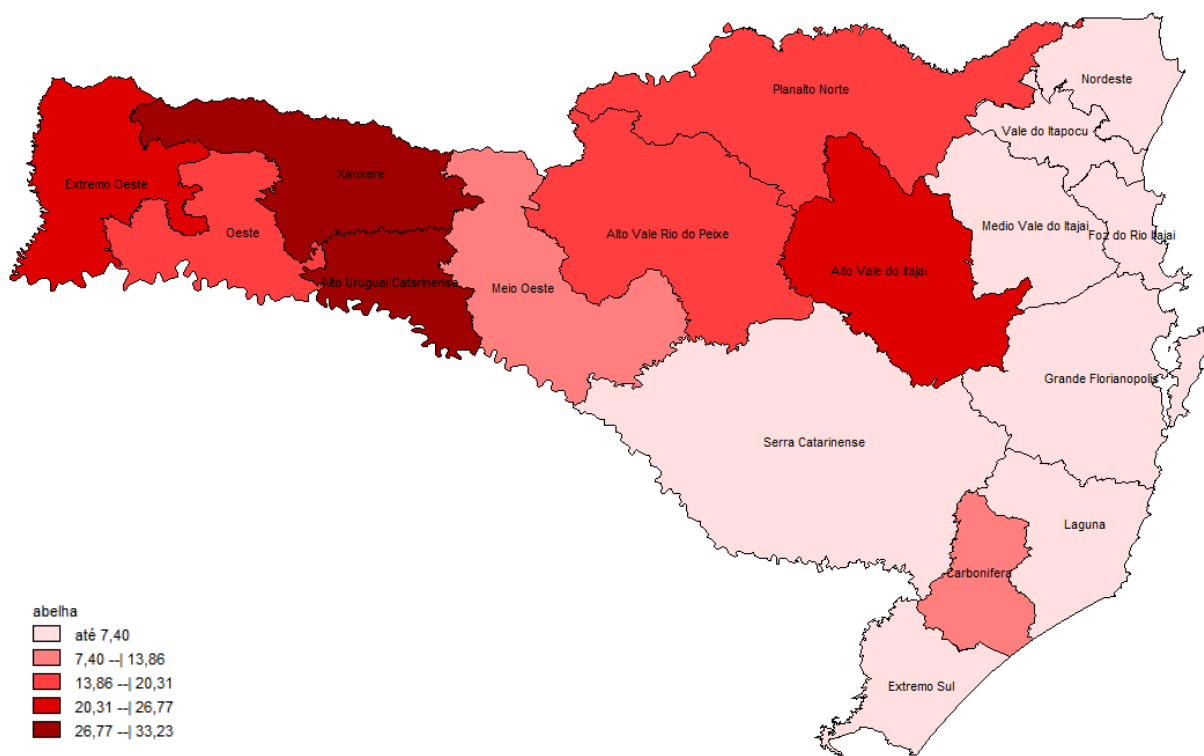 Nordeste
Planalto Norte
Vale do Itapocu
Xanxere
Extremo Oeste
Medio Vale do Itajai
Oeste
Alto Vale Rio do Peixe
Foz do Rio Itajai
Alto Vale do Itajai
Alto Uruguai Catarinense
Meio Oeste
Grande Florianopolis
Serra Catarinense
Laguna
Carbonifera
Extremo Sul
abelha
até 7,40
7,40 --| 13,86
13,86 --| 20,31
20,31 --| 26,77
26,77 --| 33,23